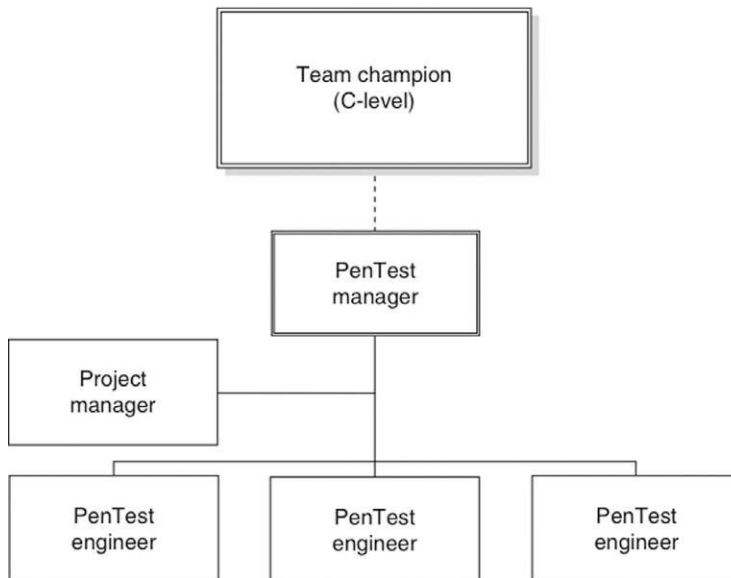 Team champion
(C-level)
PenTest
manager
Project
manager
PenTest
engineer
PenTest
engineer
PenTest
engineer